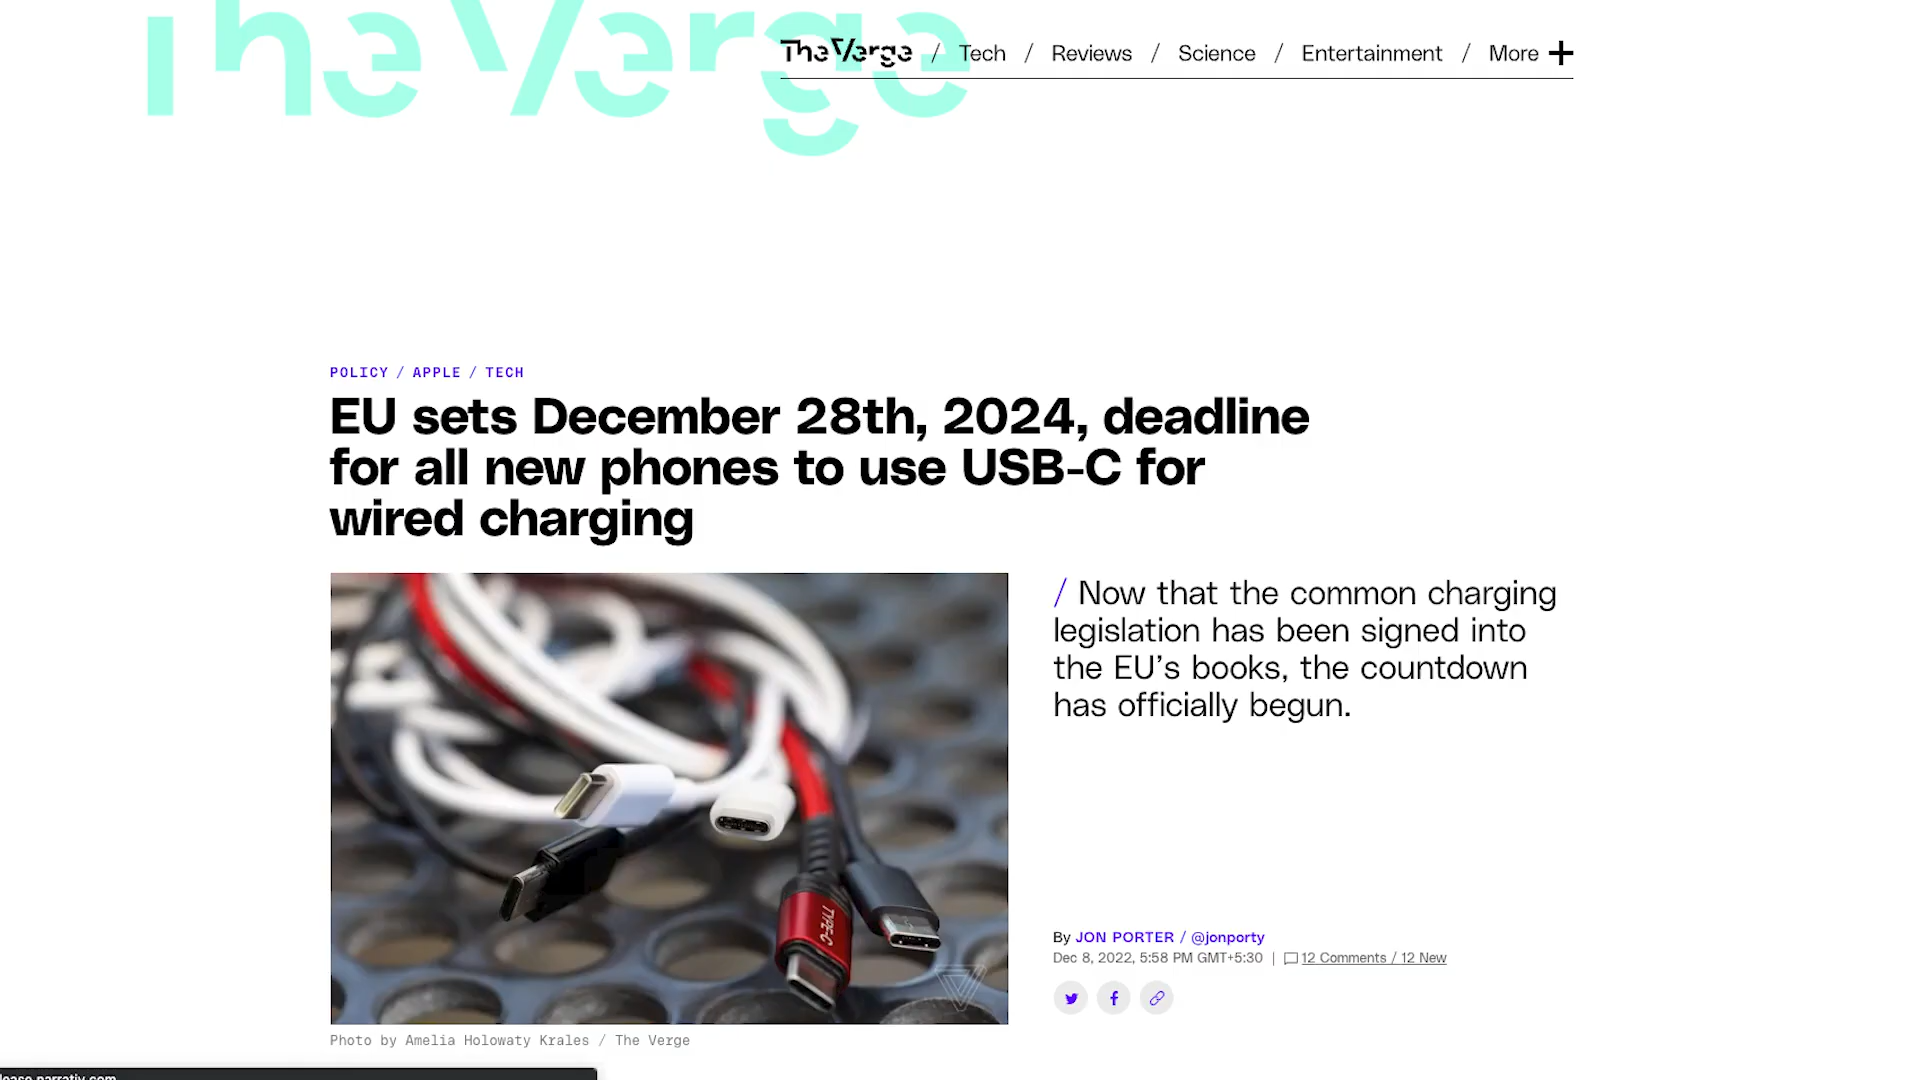 The Verge
The Verge / Tech / Reviews / Science / Entertainment / More +
POLICY / APPLE / TECH
EU sets December 28th, 2024, deadline
for all new phones to use USB-C for
wired charging
/ Now that the common charging
legislation has been signed into
the EU’s books, the countdown
has officially begun.
TYPE-C
By JON PORTER / @jonporty
Dec 8, 2022, 5:58 PM GMT+5:30 | 12 Comments / 12 New
Photo by Amelia Holowaty Krales / The Verge